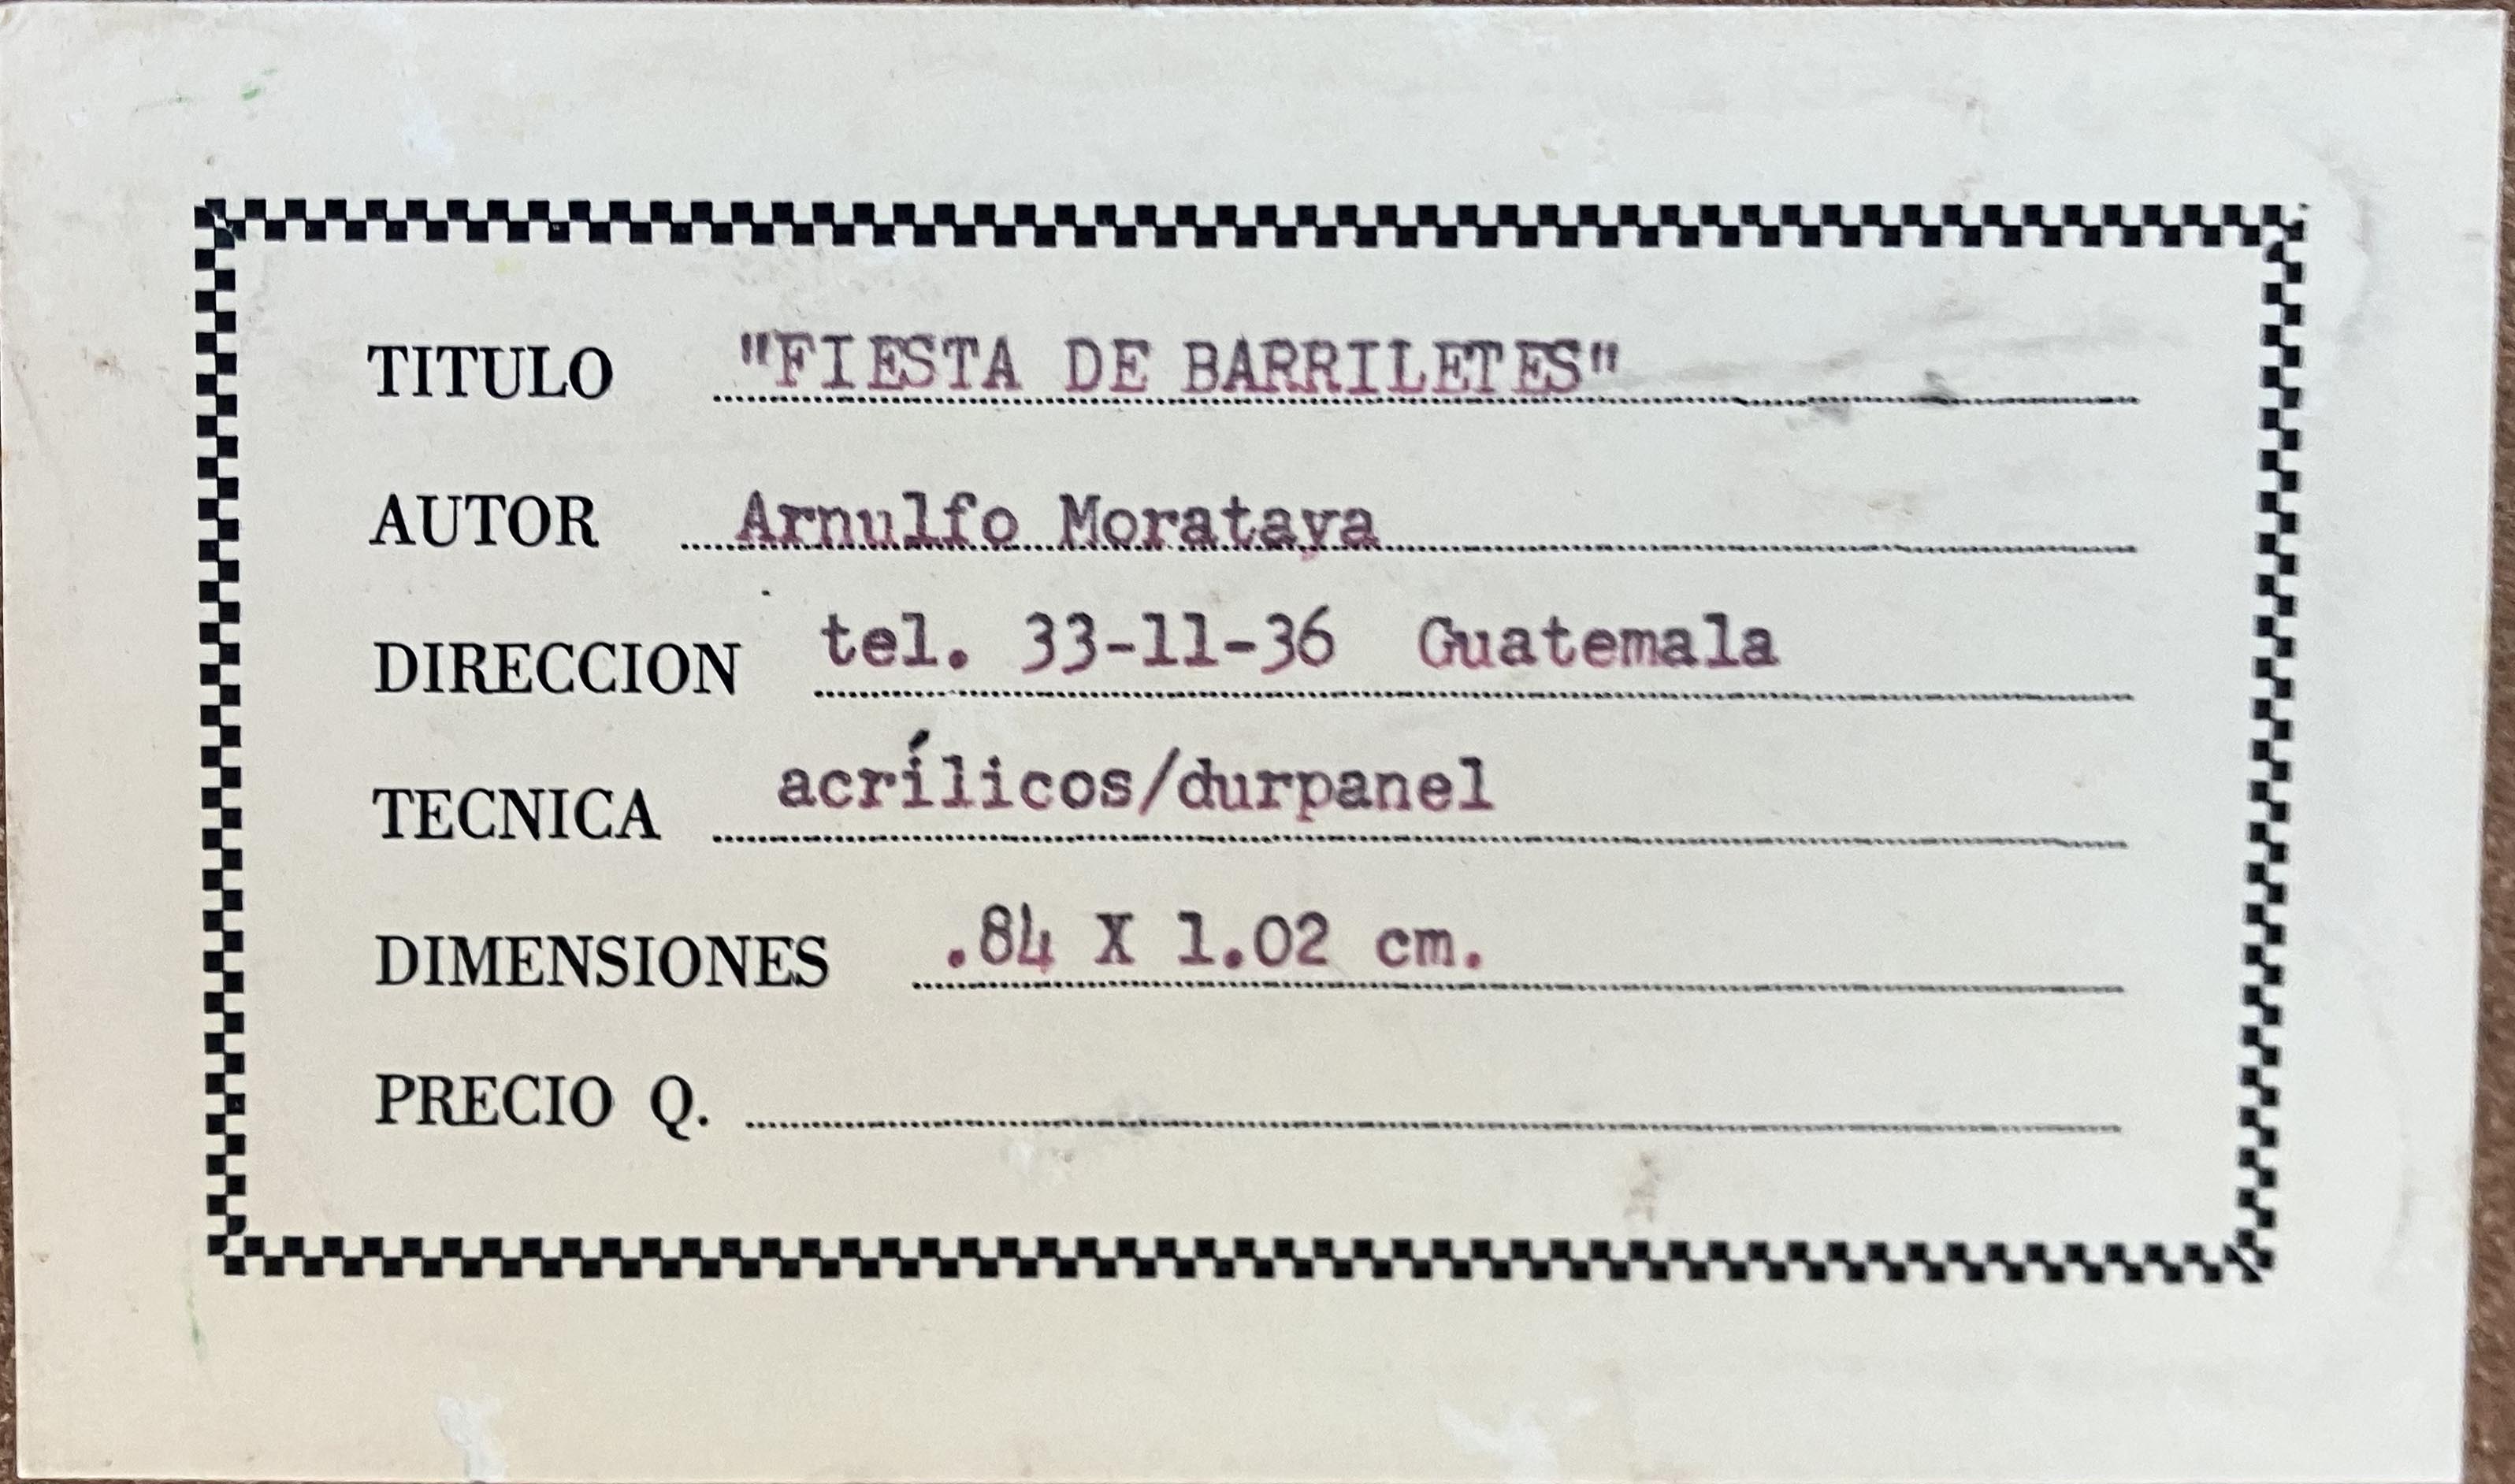 TITULO "FIESTA DE BARRILETES"
AUTOR Arnulfo Morataya
DIRECCION tel. 33-11-36 Guatemala
TECNICA acrílicos/durpanel
DIMENSIONES .84 X 1.02 cm.
PRECIO Q.